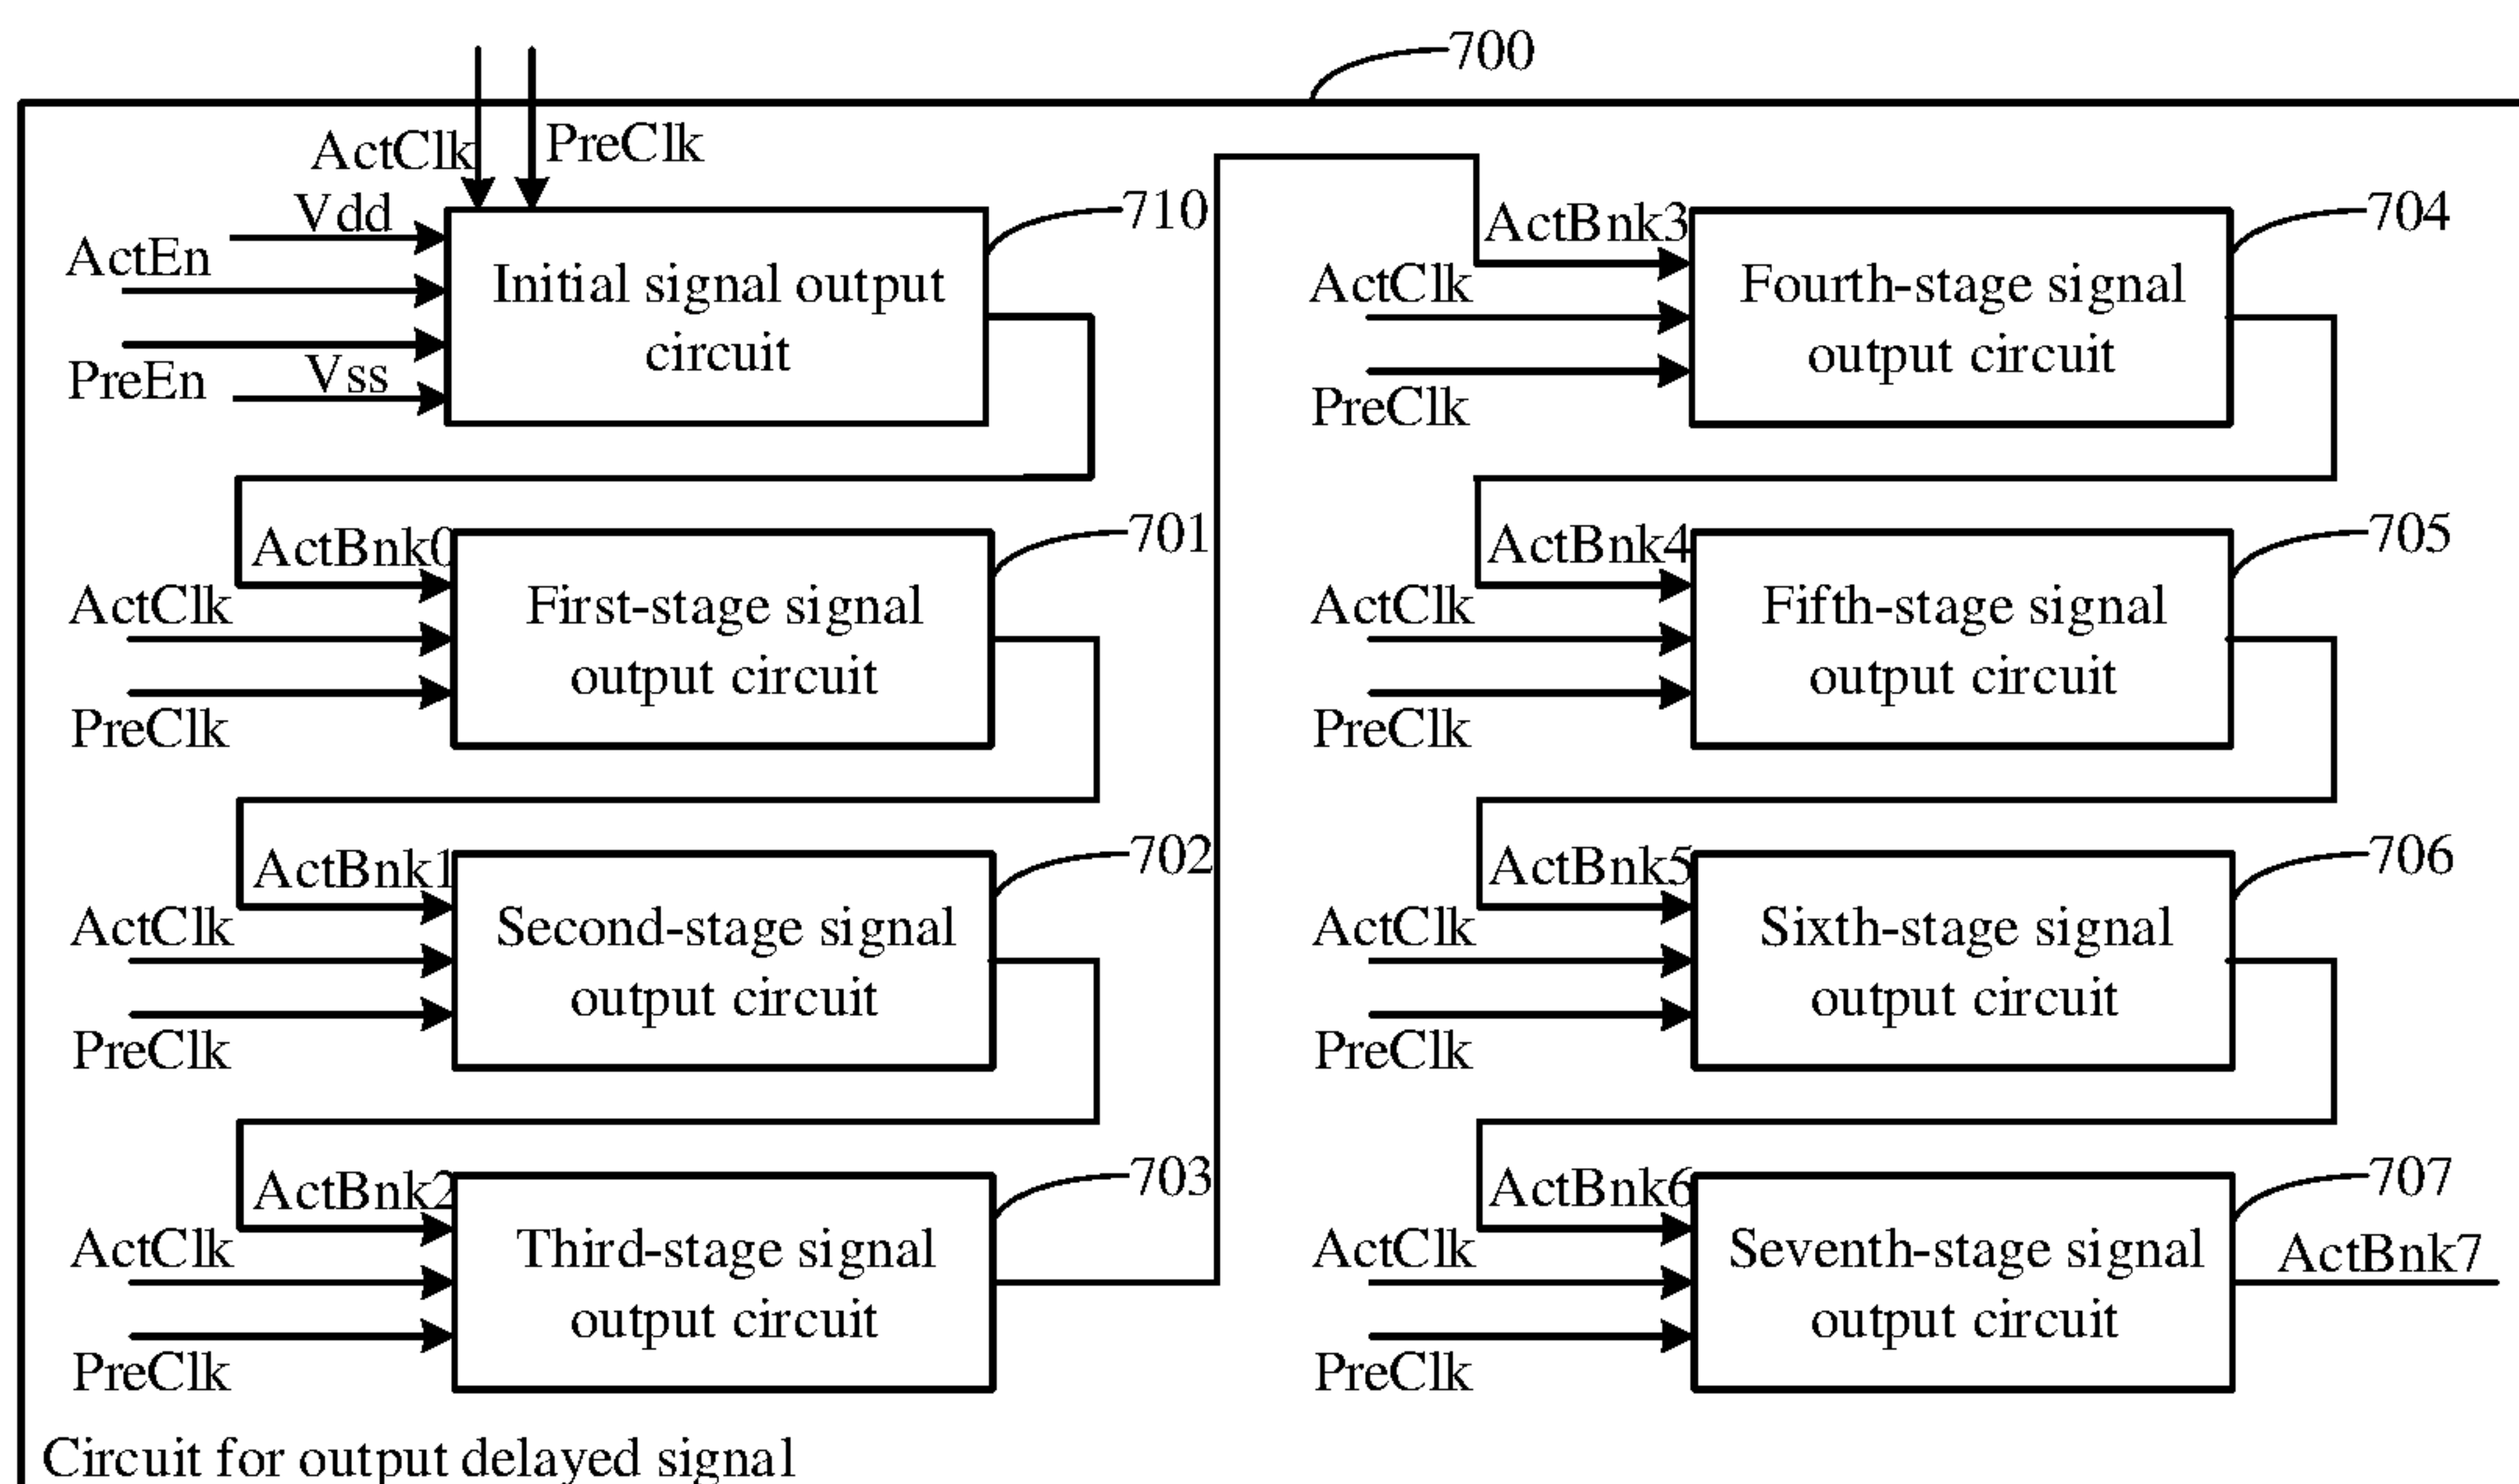 700
ActClk
PreClk
Vdd
ActEn
PreEn
Vss
Initial signal output
circuit
710
ActBnk0
ActClk
PreClk
First-stage signal
output circuit
701
ActBnk1
ActClk
PreClk
Second-stage signal
output circuit
702
ActBnk2
ActClk
PreClk
Third-stage signal
output circuit
703
ActBnk3
ActClk
PreClk
Fourth-stage signal
output circuit
704
ActBnk4
ActClk
PreClk
Fifth-stage signal
output circuit
705
ActBnk5
ActClk
PreClk
Sixth-stage signal
output circuit
706
ActBnk6
ActClk
PreClk
Seventh-stage signal
output circuit
707
ActBnk7
Circuit for output delayed signal